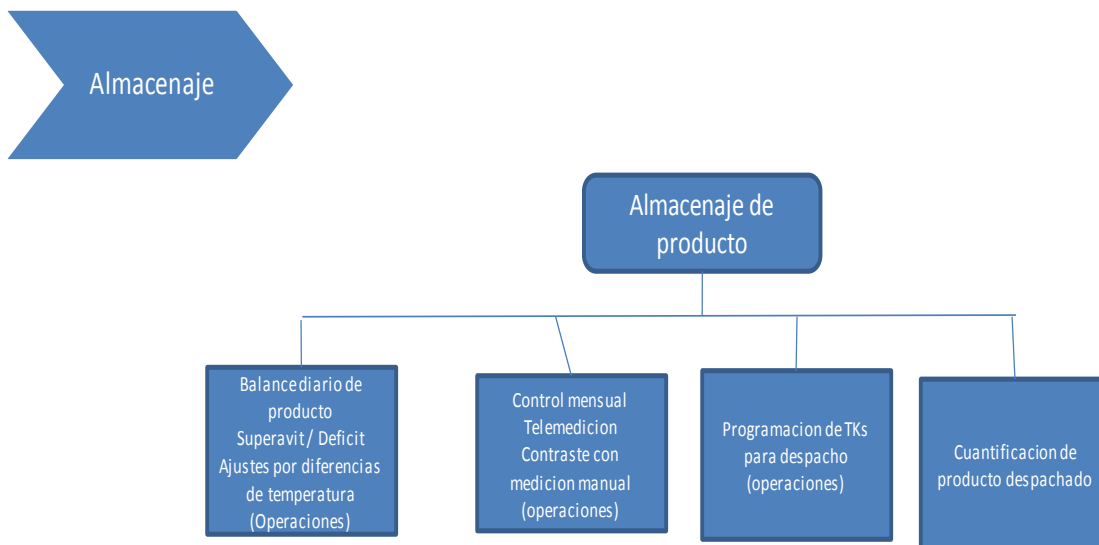 Almacenaje
Almacenaje de
producto
Balance diario de
producto
Superavit / Deficit
Ajustes por diferencias
de temperatura
(Operaciones)
Control mensual
Telemedicion
Contraste con
medicion manual
(operaciones)
Programacion de TKs
para despacho
(operaciones)
Cuantificacion de
producto despachado